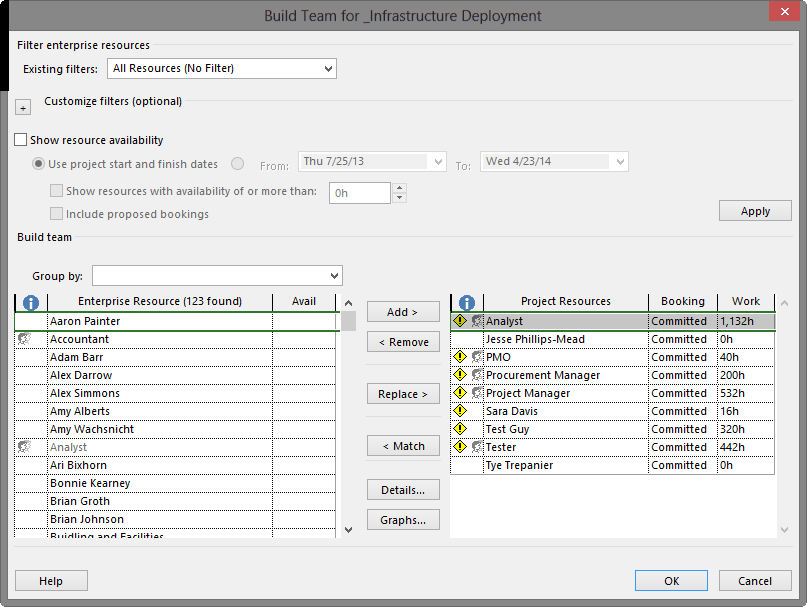 Build Team for _Infrastructure Deployment
Filter enterprise resources
Existing filters: All Resources (No Filter)
+ Customize filters (optional)
Show resource availability
Use project start and finish dates From: Thu 7/25/13 To: Wed 4/23/14
Show resources with availability of or more than: 0h
Include proposed bookings
Apply
Build team
Group by:
Enterprise Resource (123 found) Avail
Aaron Painter
Accountant
Adam Barr
Alex Darrow
Alex Simmons
Amy Alberts
Amy Wachsnicht
Analyst
Ari Bixhorn
Bonnie Kearney
Brian Groth
Brian Johnson
Buidling and Facilities
Add >
< Remove
Replace >
< Match
Details...
Graphs...
Project Resources Booking Work
Analyst Committed 1,132h
Jesse Phillips-Mead Committed 0h
PMO Committed 40h
Procurement Manager Committed 200h
Project Manager Committed 532h
Sara Davis Committed 16h
Test Guy Committed 320h
Tester Committed 442h
Tye Trepanier Committed 0h
Help OK Cancel